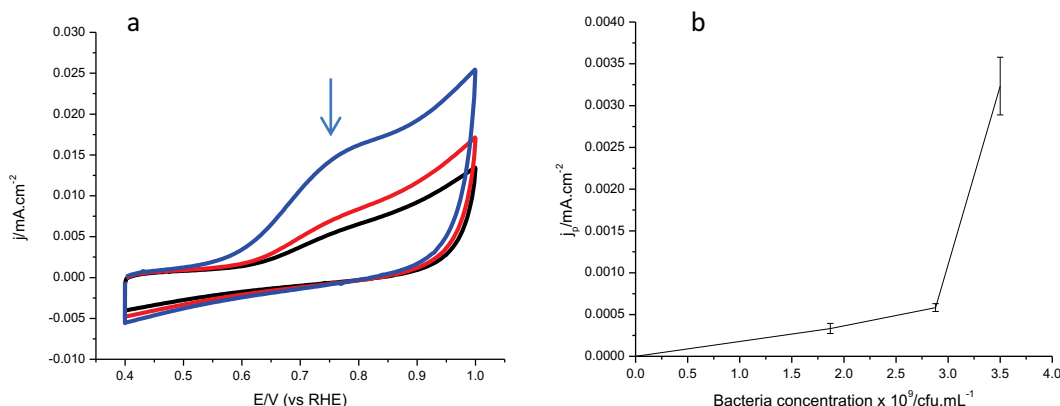 a
j/mA.cm⁻²
0.030
0.025
0.020
0.015
0.010
0.005
0.000
-0.005
-0.010
0.4 0.5 0.6 0.7 0.8 0.9 1.0
E/V (vs RHE)
b
jₚ/mA.cm⁻²
0.0040
0.0035
0.0030
0.0025
0.0020
0.0015
0.0010
0.0005
0.0000
0.0 0.5 1.0 1.5 2.0 2.5 3.0 3.5 4.0
Bacteria concentration x 10⁹/cfu.mL⁻¹